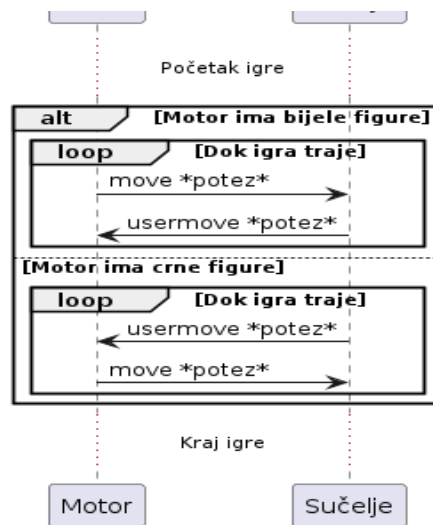 Početak igre
alt [Motor ima bijele figure]
loop [Dok igra traje]
move *potez*
usermove *potez*
[Motor ima crne figure]
loop [Dok igra traje]
usermove *potez*
move *potez*
Kraj igre
Motor Sučelje